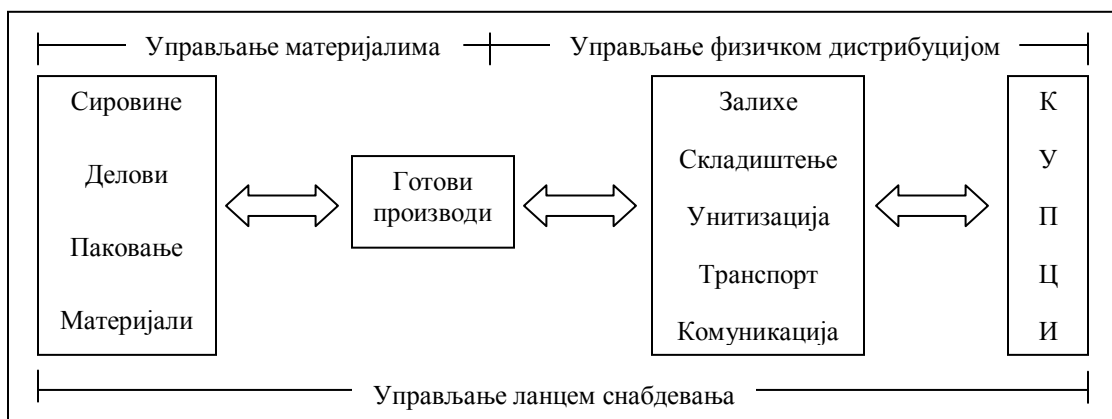 Управљање материјалима
Управљање физичком дистрибуцијом
Сировине
Делови
Паковање
Материјали
Готови
производи
Залихе
Складиштење
Унитизација
Транспорт
Комуникација
К
У
П
Ц
И
Управљање ланцем снабдевања